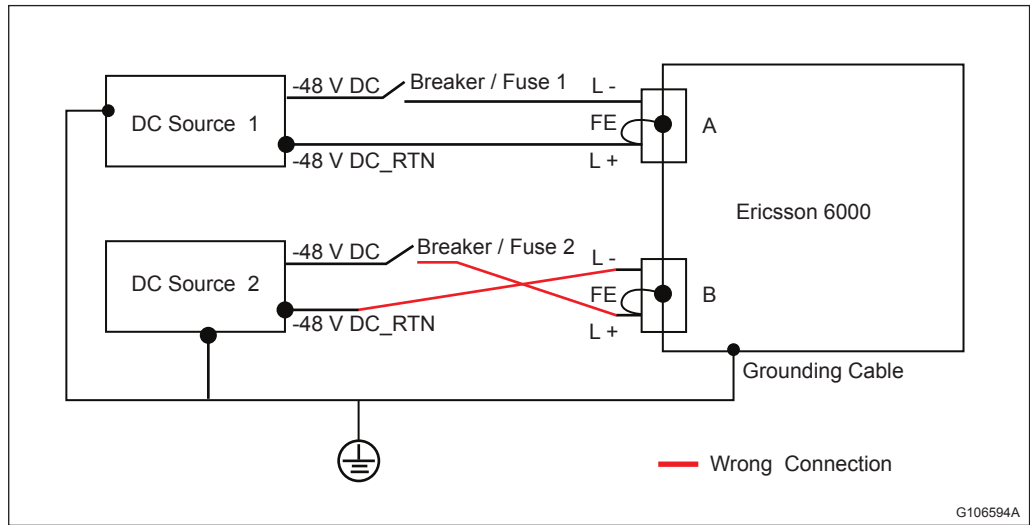 -48 V DC
Breaker / Fuse 1
L -
DC Source 1
FE
A
-48 V DC_RTN
L +
Ericsson 6000
-48 V DC
Breaker / Fuse 2
L -
DC Source 2
FE
B
-48 V DC_RTN
L +
Grounding Cable
Wrong Connection
G106594A